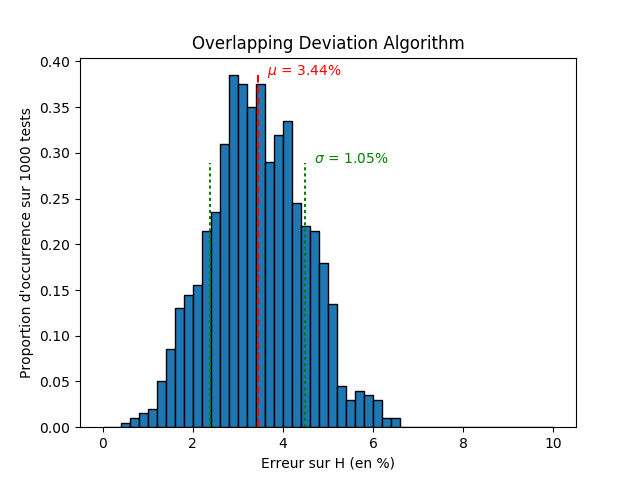 Overlapping Deviation Algorithm
μ = 3.44%
σ = 1.05%
Proportion d'occurrence sur 1000 tests
0.40
0.35
0.30
0.25
0.20
0.15
0.10
0.05
0.00
0 2 4 6 8 10
Erreur sur H (en %)